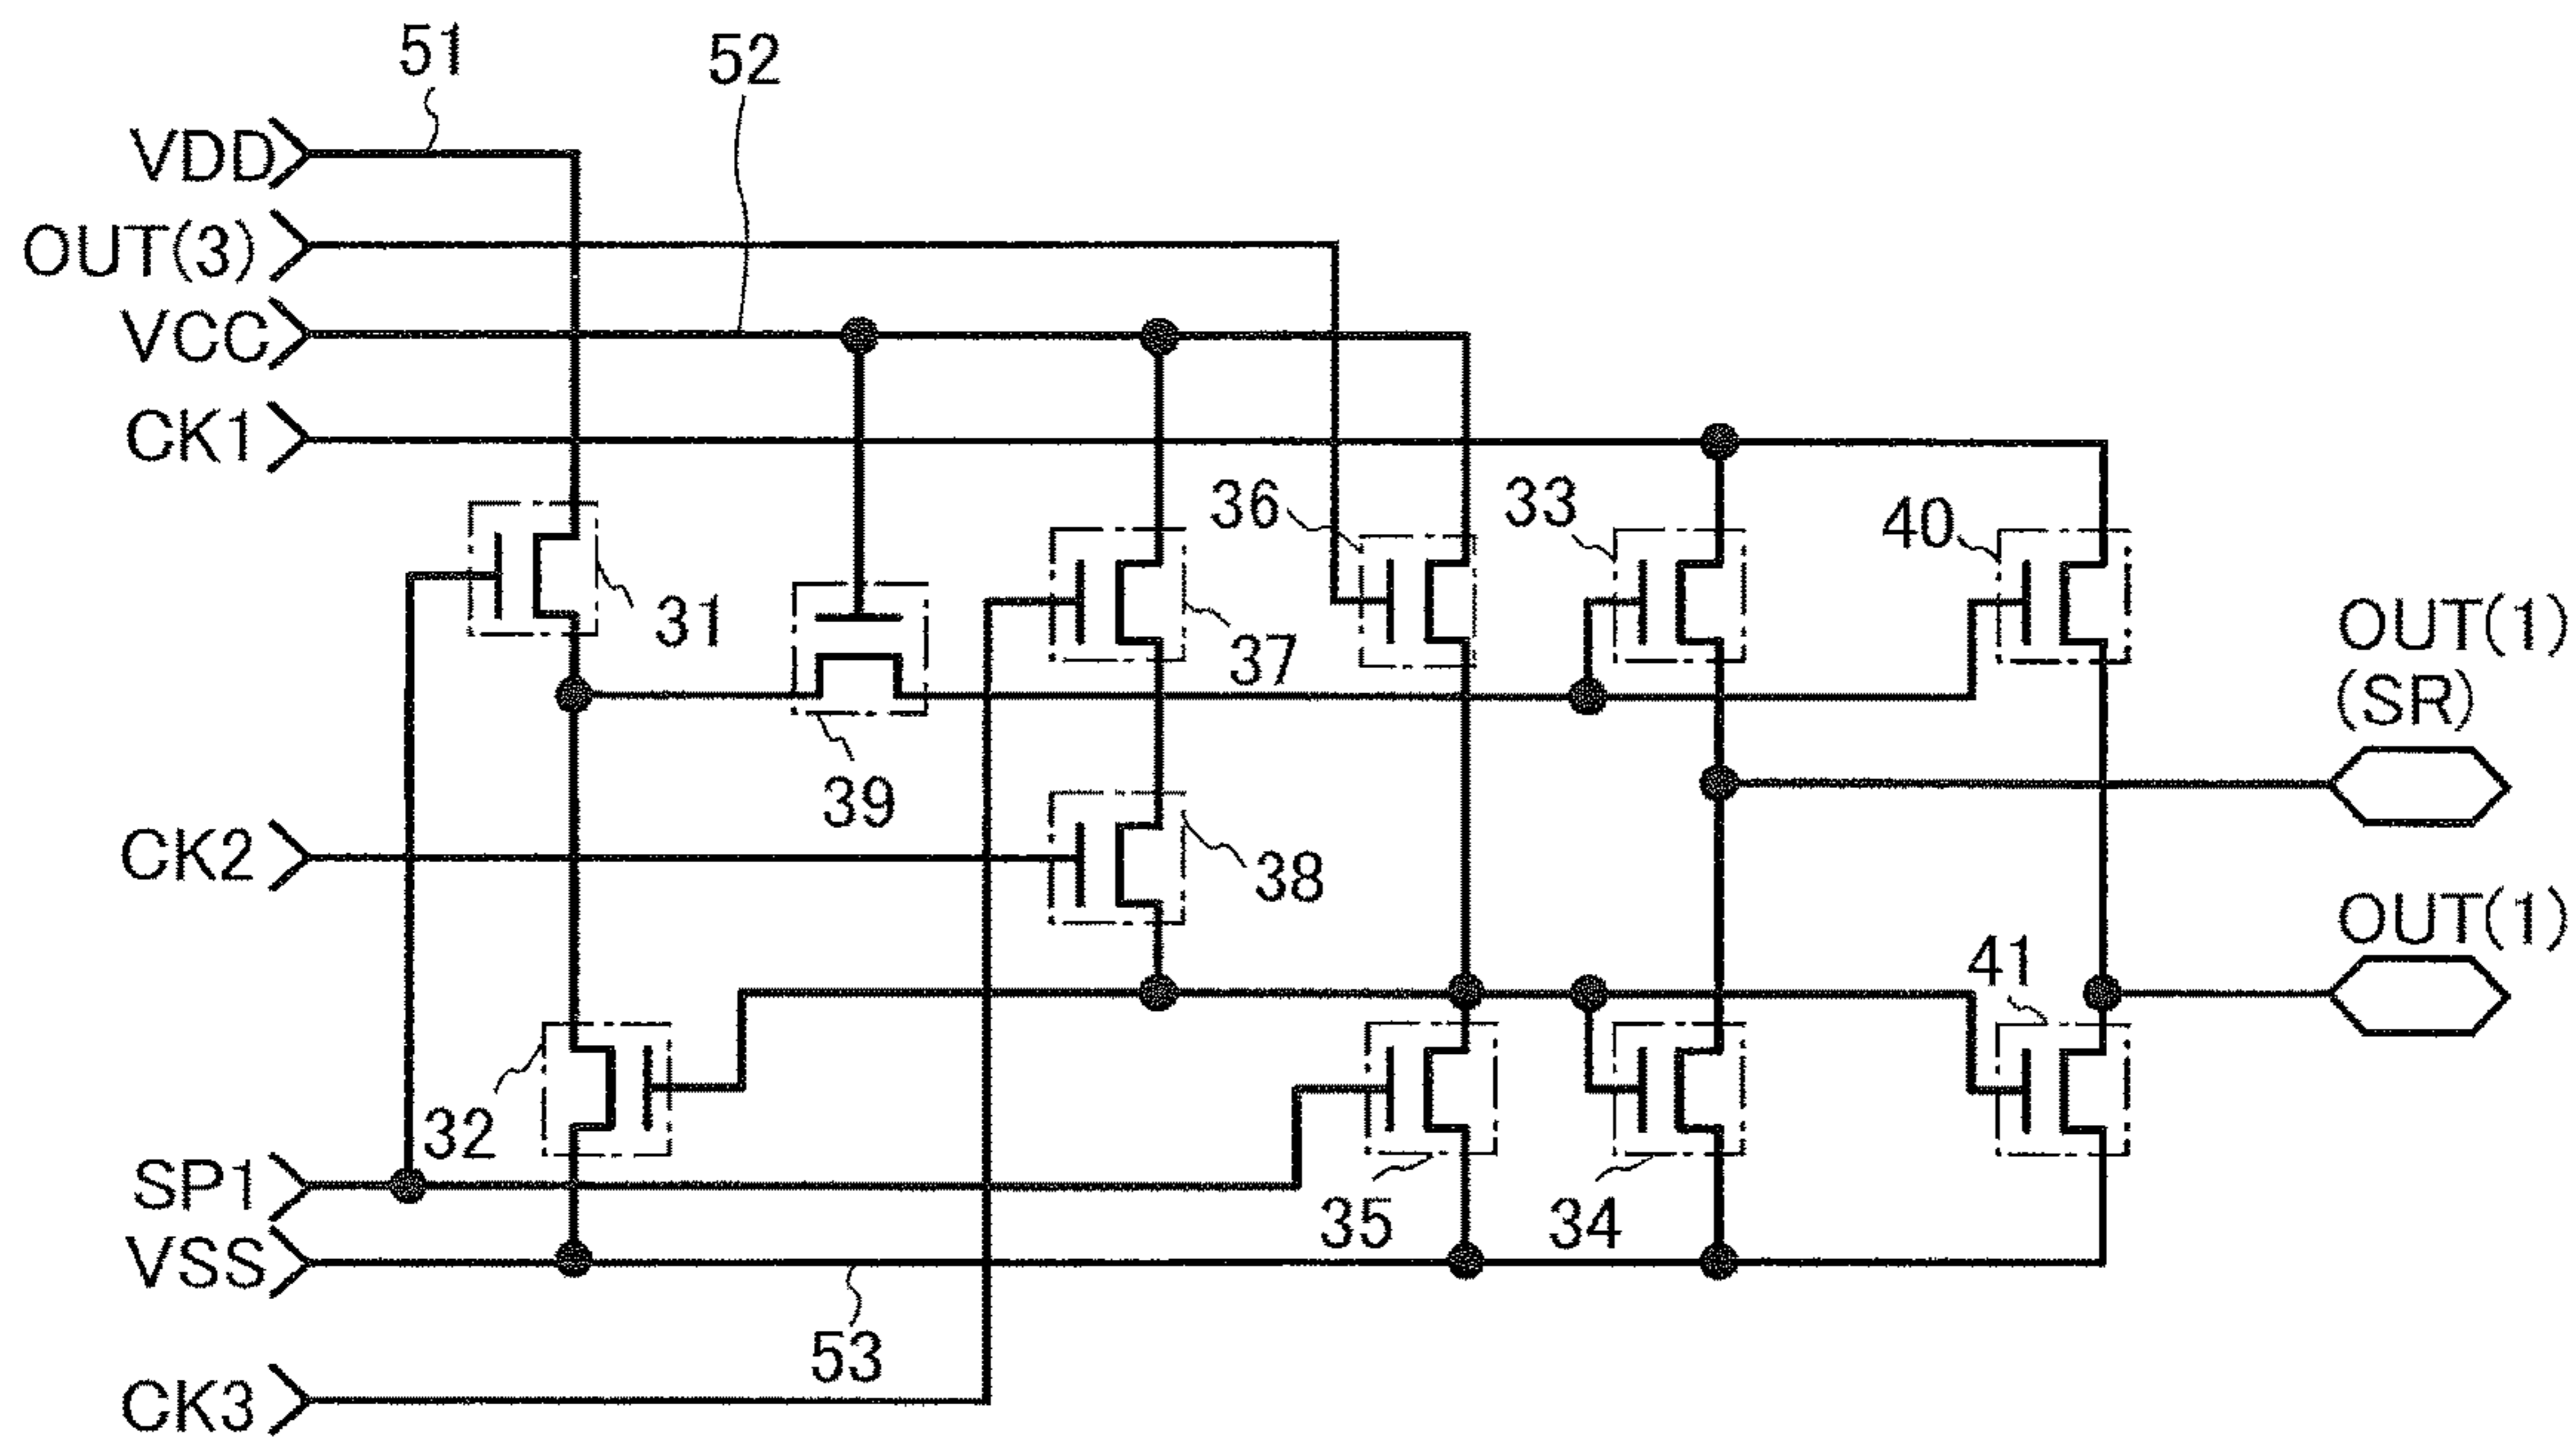 51
52
VDD
OUT(3)
VCC
CK1
36
33
40
31
37
OUT(1)
(SR)
39
CK2
38
OUT(1)
41
32
SP1
35
34
VSS
53
CK3